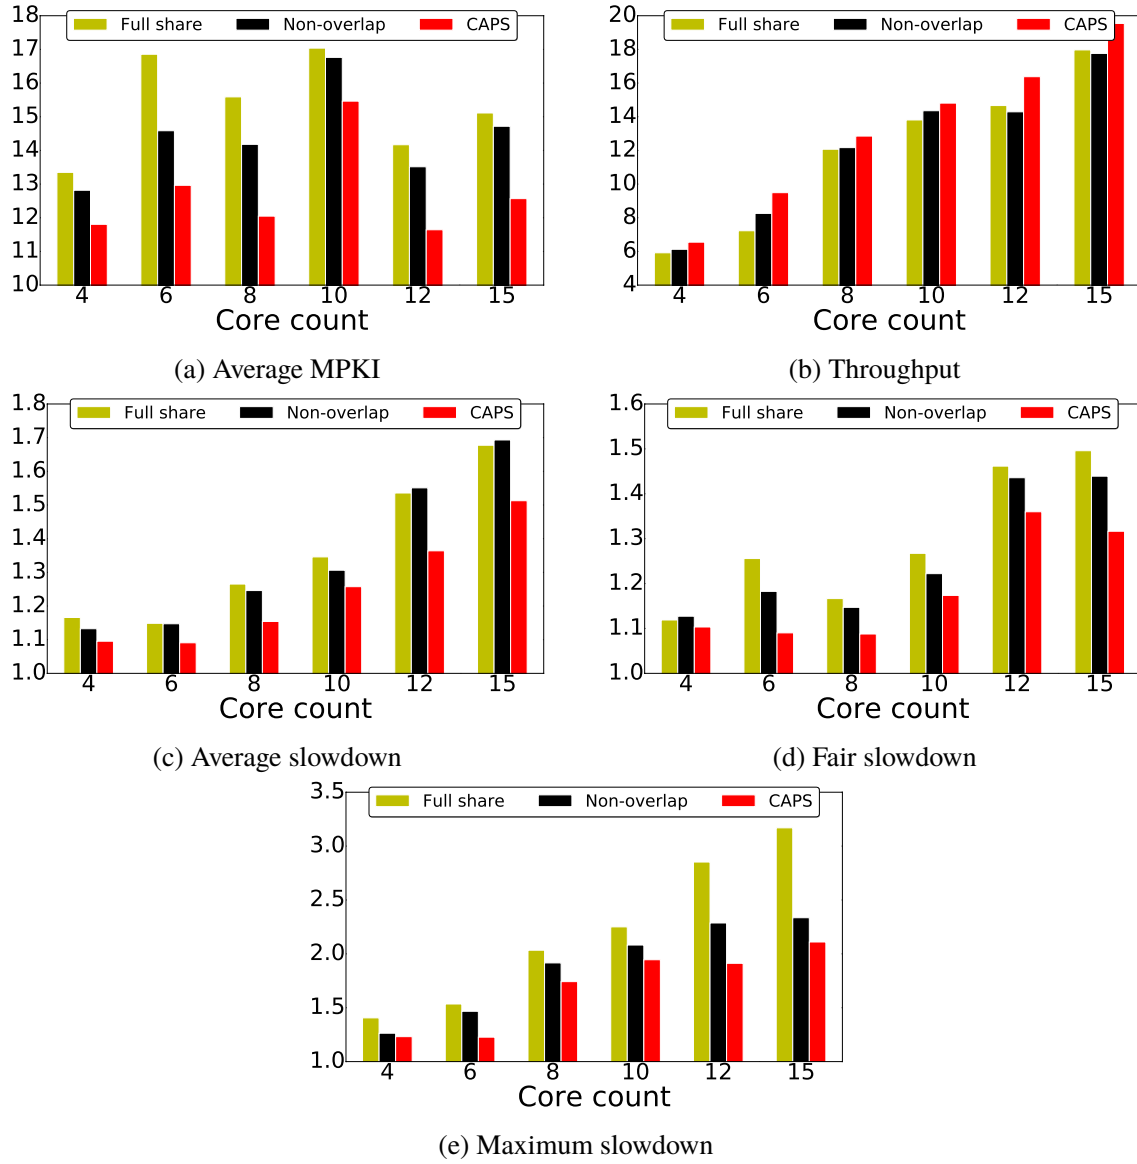 18
17
16
15
14
13
12
11
10
Full share Non-overlap CAPS
4 6 8 10 12 15
Core count
(a) Average MPKI
20
18
16
14
12
10
8
6
4
Full share Non-overlap CAPS
4 6 8 10 12 15
Core count
(b) Throughput
1.8
1.7
1.6
1.5
1.4
1.3
1.2
1.1
1.0
Full share Non-overlap CAPS
4 6 8 10 12 15
Core count
(c) Average slowdown
1.6
1.5
1.4
1.3
1.2
1.1
1.0
Full share Non-overlap CAPS
4 6 8 10 12 15
Core count
(d) Fair slowdown
3.5
3.0
2.5
2.0
1.5
1.0
Full share Non-overlap CAPS
4 6 8 10 12 15
Core count
(e) Maximum slowdown